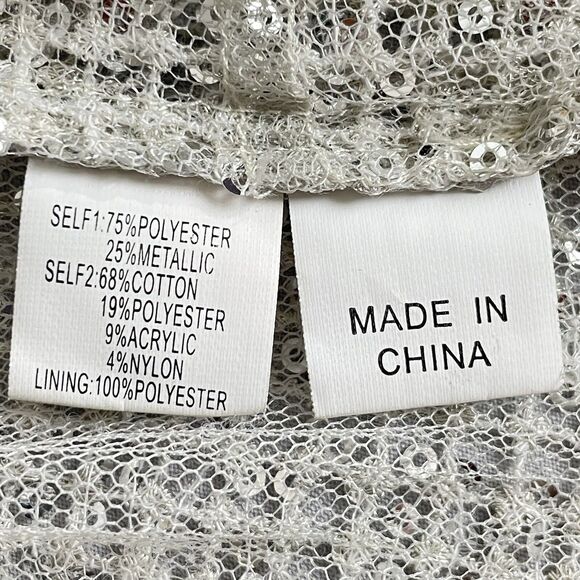 SELF1:75%POLYESTER
25%METALLIC
SELF2:68%COTTON
19%POLYESTER
9%ACRYLIC
4%NYLON
LINING:100%POLYESTER
MADE IN
CHINA